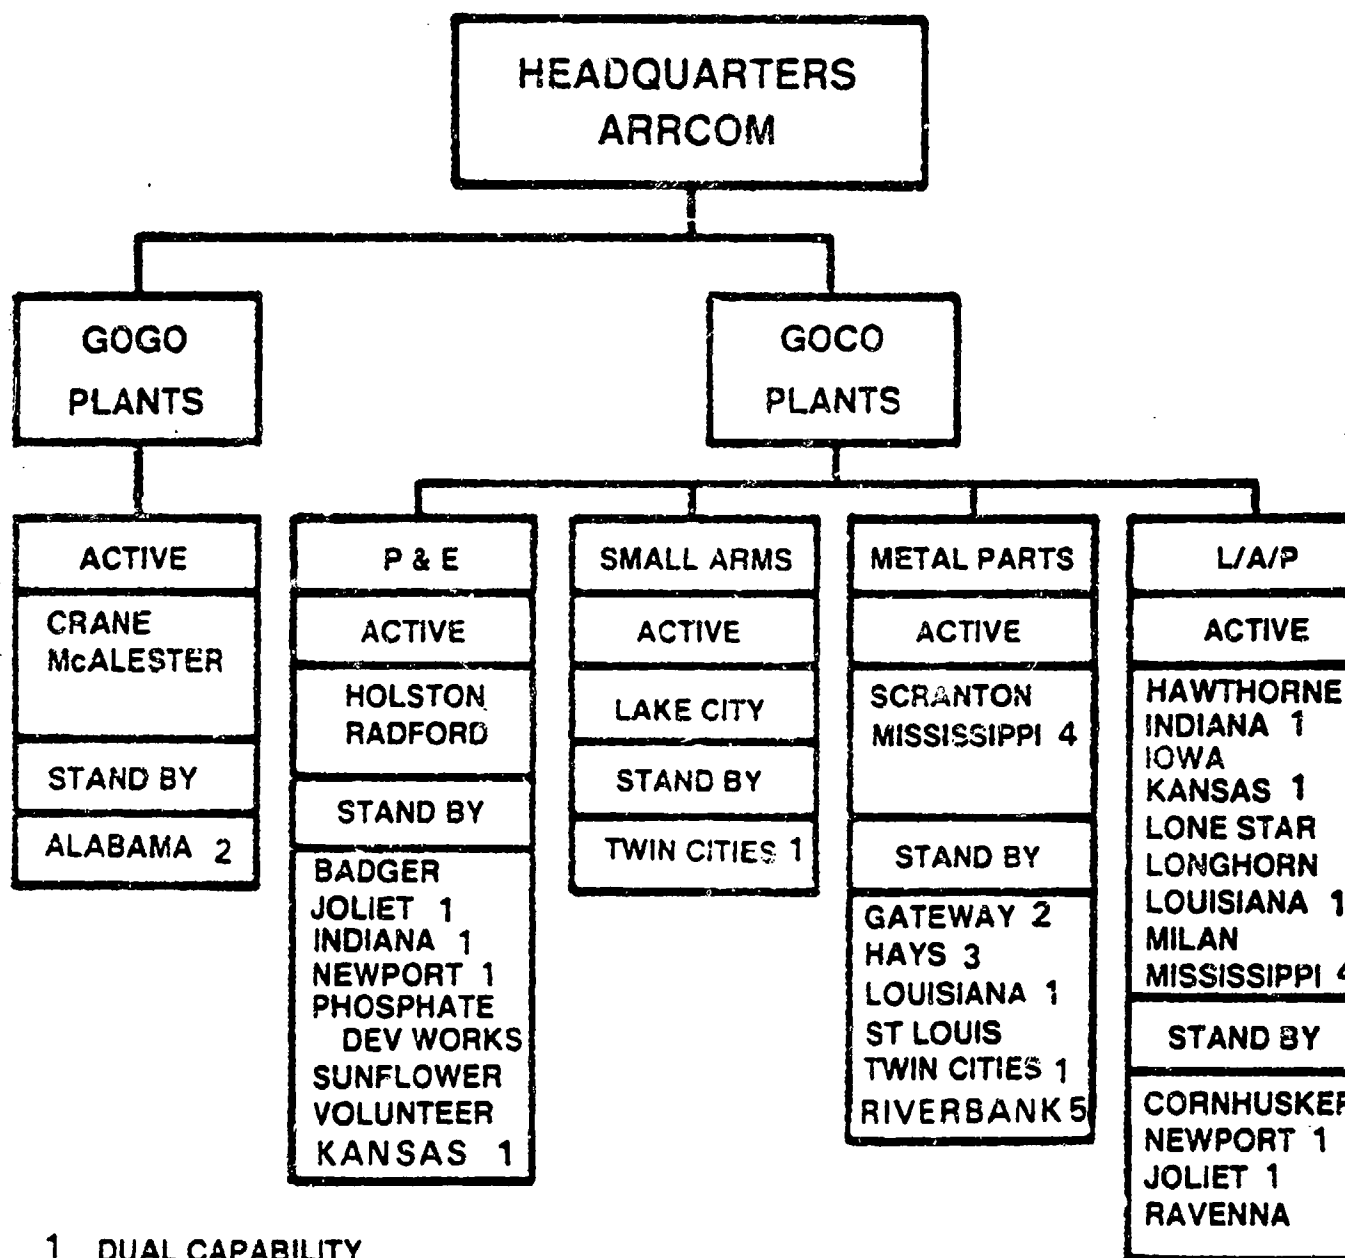 HEADQUARTERS
ARRCOM
GOGO
PLANTS
GOCO
PLANTS
ACTIVE
CRANE
McALESTER
STAND BY
ALABAMA 2
P & E
ACTIVE
HOLSTON
RADFORD
STAND BY
BADGER
JOLIET 1
INDIANA 1
NEWPORT 1
PHOSPHATE
DEV WORKS
SUNFLOWER
VOLUNTEER
KANSAS 1
SMALL ARMS
ACTIVE
LAKE CITY
STAND BY
TWIN CITIES 1
METAL PARTS
ACTIVE
SCRANTON
MISSISSIPPI 4
STAND BY
GATEWAY 2
HAYS 3
LOUISIANA 1
ST LOUIS
TWIN CITIES 1
RIVERBANK 5
L/A/P
ACTIVE
HAWTHORNE
INDIANA 1
IOWA
KANSAS 1
LONE STAR
LONGHORN
LOUISIANA 1
MILAN
MISSISSIPPI 4
STAND BY
CORNHUSKER
NEWPORT 1
JOLIET 1
RAVENNA
1 DUAL CAPABILITY